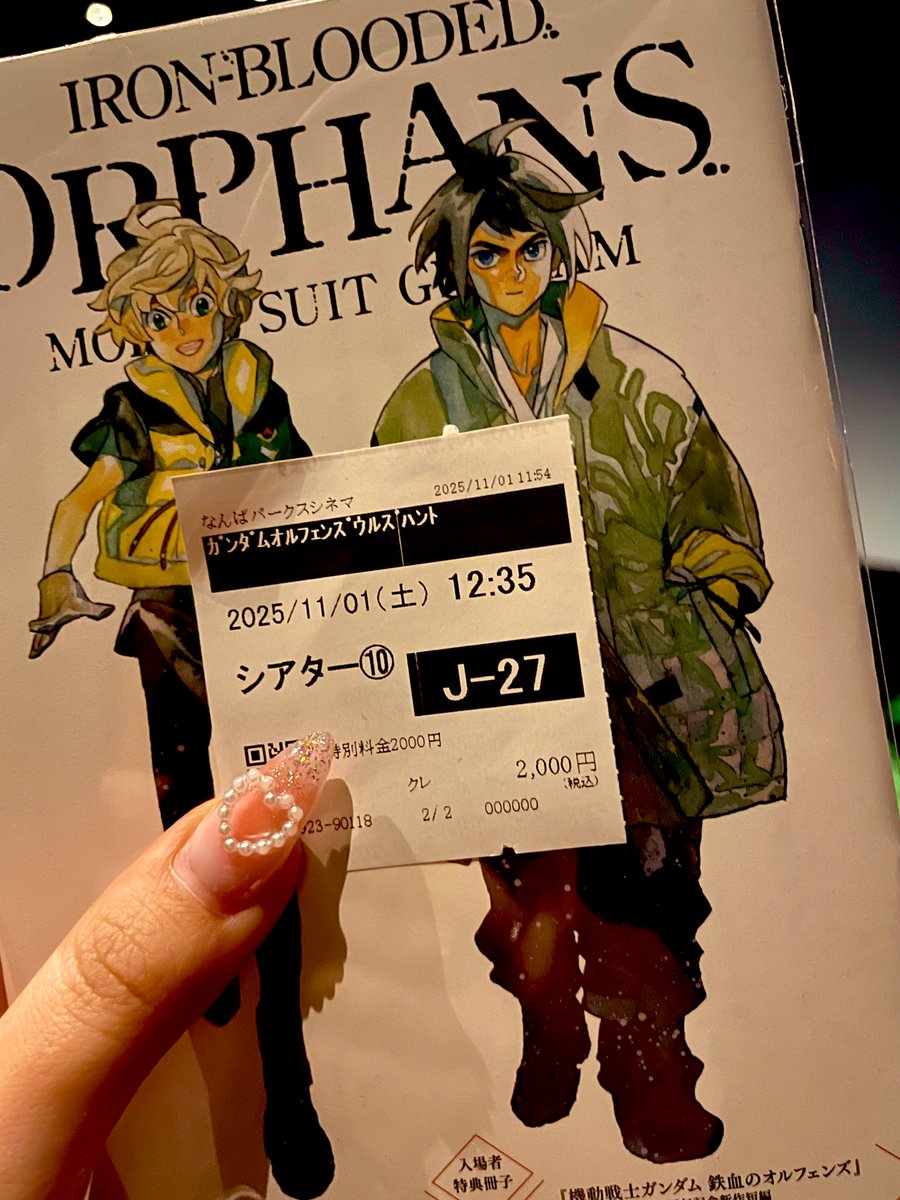 IRON-BLOODED
ORPHANS
SUIT
なんばパークスシネマ
2025/11/01 11:54
ガンダムオルフェンズウルズハント
2025/11/01(土) 12:35
シアター⑩
J-27
特別料金2000円
クレ
2,000円
(税込)
923-90118
2/2
000000
入場者
特典冊子
『機動戦士ガンダム 鉄血のオルフェンズ』